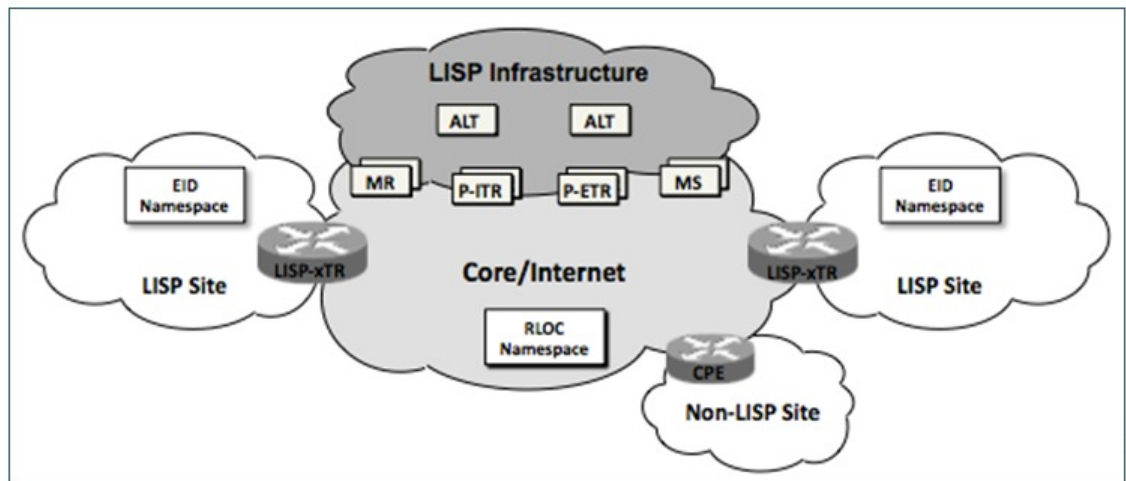 LISP Infrastructure
ALT
ALT
MR
P-ITR
P-ETR
MS
EID
Namespace
EID
Namespace
LISP-xTR
LISP-xTR
LISP Site
Core/Internet
LISP Site
RLOC
Namespace
CPE
Non-LISP Site